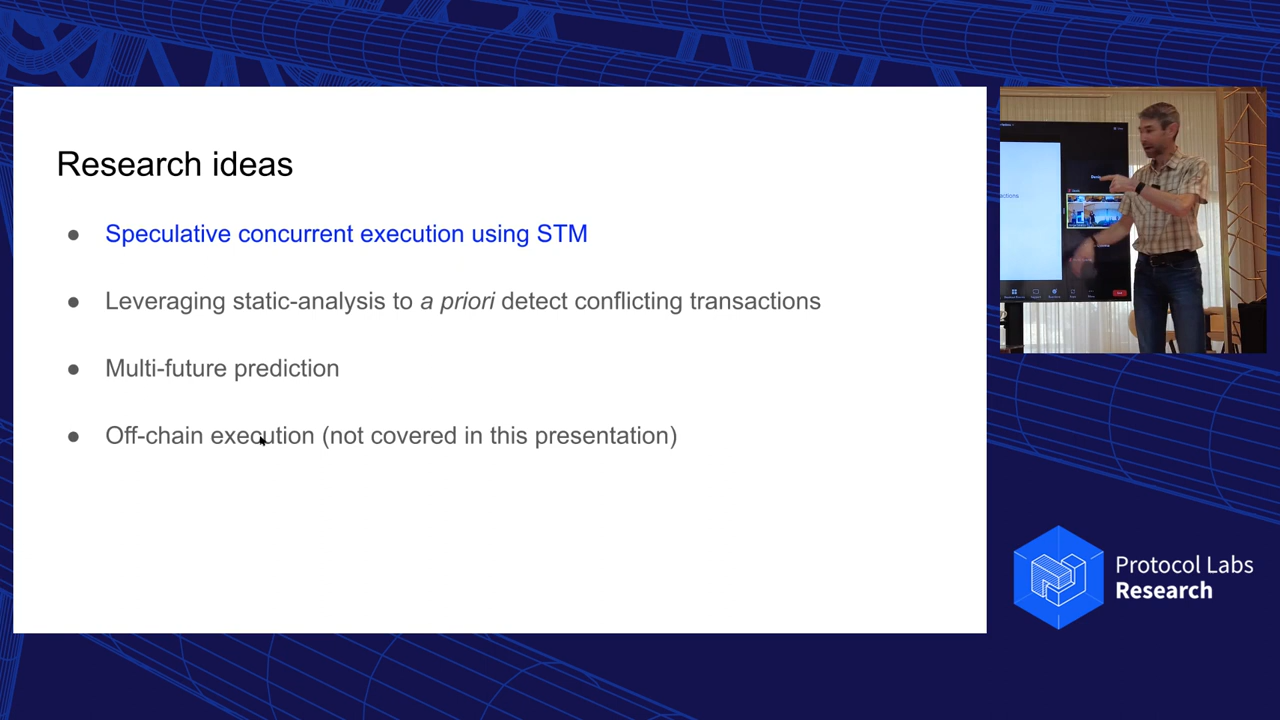 Research ideas
● Speculative concurrent execution using STM
● Leveraging static-analysis to a priori detect conflicting transactions
● Multi-future prediction
● Off-chain execution (not covered in this presentation)
actions
Protocol Labs
Research